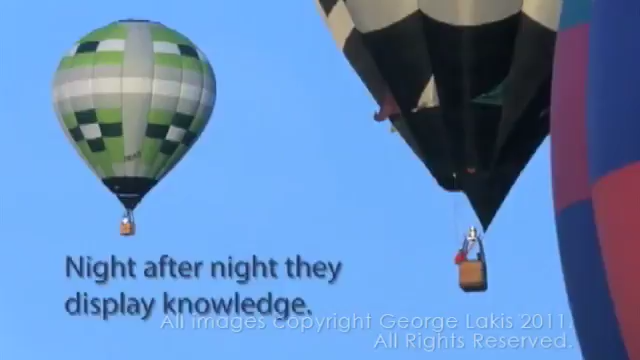 Night after night they
display knowledge.
All images copyright George Lakis 2011.
All Rights Reserved.